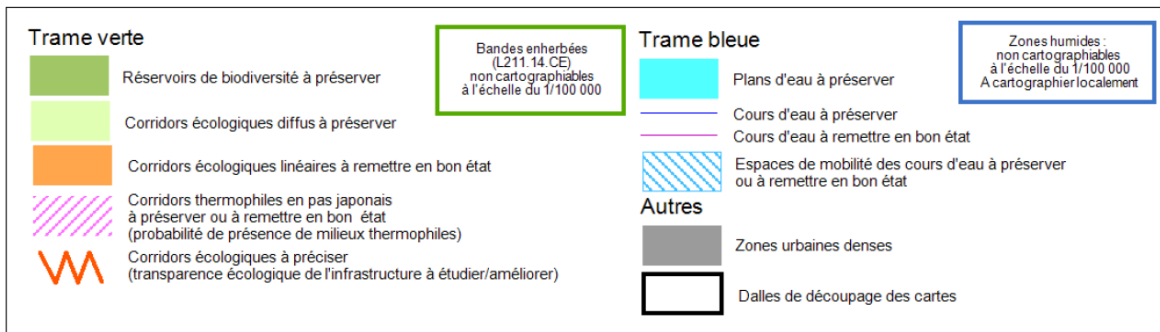 Trame verte
Bandes enherbées
(L211.14.CE)
non cartographiables
à l'échelle du 1/100 000
Réservoirs de biodiversité à préserver
Corridors écologiques diffus à préserver
Corridors écologiques linéaires à remettre en bon état
Corridors thermophiles en pas japonais
à préserver ou à remettre en bon état
(probabilité de présence de milieux thermophiles)
Corridors écologiques à préciser
(transparence écologique de l'infrastructure à étudier/améliorer)
Trame bleue
Zones humides :
non cartographiables
à l'échelle du 1/100 000
A cartographier localement
Plans d'eau à préserver
Cours d'eau à préserver
Cours d'eau à remettre en bon état
Espaces de mobilité des cours d'eau à préserver
ou à remettre en bon état
Autres
Zones urbaines denses
Dalles de découpage des cartes